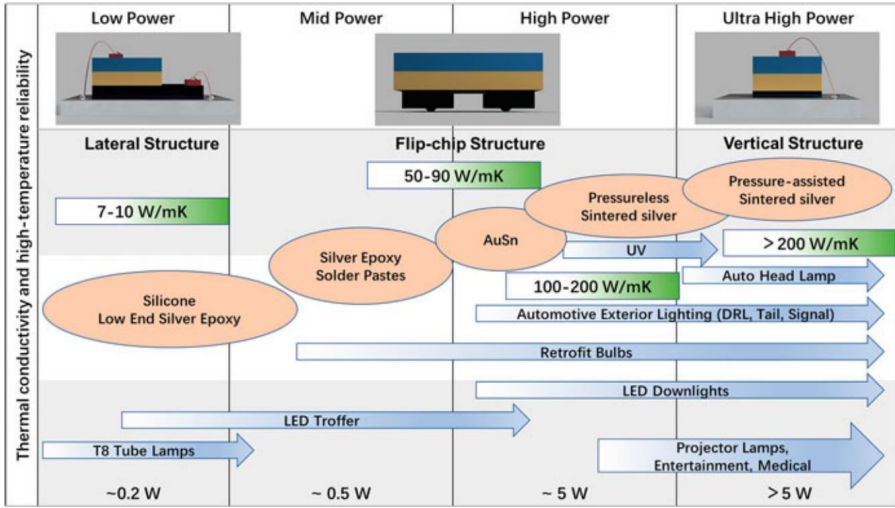 Low Power
Mid Power
High Power
Ultra High Power
Thermal conductivity and high-temperature reliability
Lateral Structure
Flip-chip Structure
Vertical Structure
50-90 W/mK
Pressureless
Sintered silver
Pressure-assisted
Sintered silver
7-10 W/mK
AuSn
UV
>200 W/mK
Silver Epoxy
Solder Pastes
Auto Head Lamp
100-200 W/mK
Silicone
Low End Silver Epoxy
Automotive Exterior Lighting (DRL, Tail, Signal)
Retrofit Bulbs
LED Downlights
LED Troffer
T8 Tube Lamps
Projector Lamps,
Entertainment, Medical
~0.2 W
~ 0.5 W
~ 5 W
>5 W